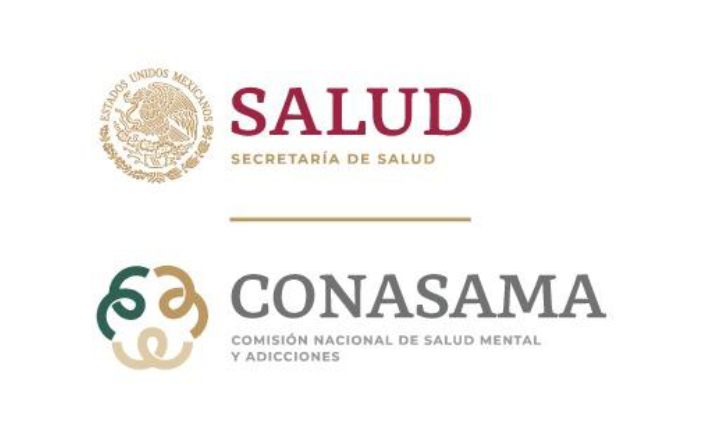 ESTADOS UNIDOS MEXICANOS
SALUD
SECRETARÍA DE SALUD
CONASAMA
COMISIÓN NACIONAL DE SALUD MENTAL
Y ADICCIONES